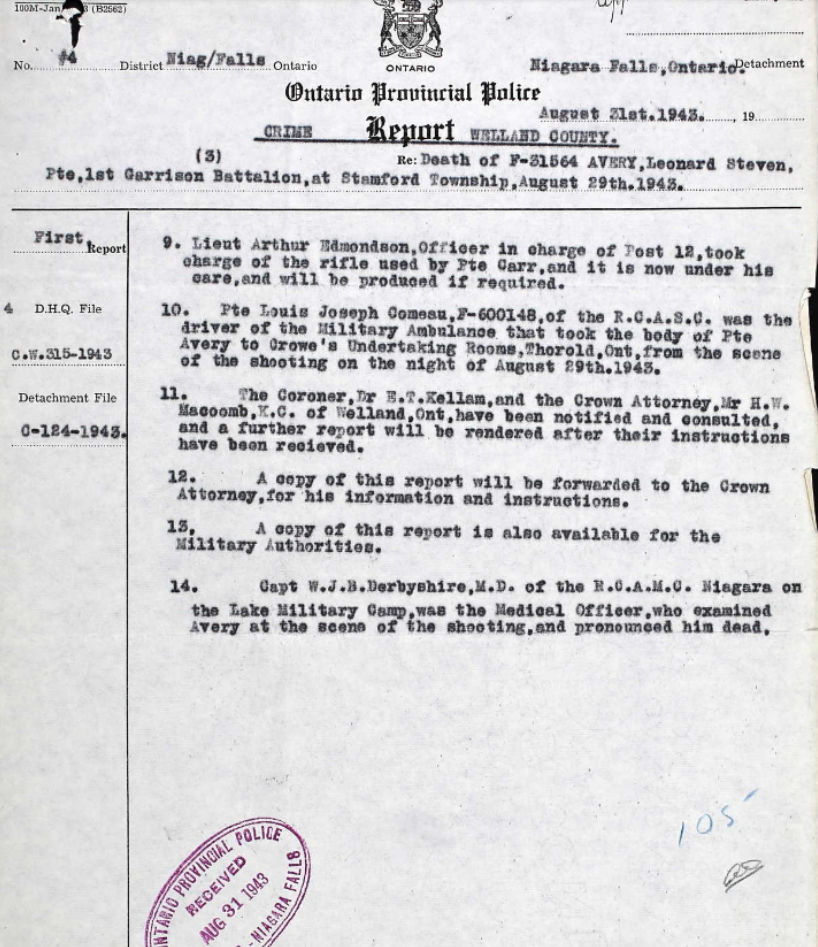 100M-Jan. 3 (B2562)
No. #4 District Niag/Falls Ontario
ONTARIO
Niagara Falls,Ontario. Detachment
Ontario Provincial Police
August 31st.1943. , 19
CRIME Report WELLAND COUNTY.
(3) Re: Death of F-31564 AVERY,Leonard Steven,
Pte,1st Garrison Battalion,at Stamford Township,August 29th.1943.
First Report
9. Lieut Arthur Edmondson,Officer in charge of Post 12,took
charge of the rifle used by Pte Carr,and it is now under his
care,and will be produced if required.
4 D.H.Q. File
C.W.315-1943
10. Pte Louis Joseph Comeau,F-600148,of the R.C.A.S.C. was the
driver of the Military Ambulance that took the body of Pte
Avery to Crowe's Undertaking Rooms,Thorold,Ont,from the scene
of the shooting on the night of August 29th.1943.
Detachment File
C-124-1943.
11. The Coroner,Dr E.T.Kellam,and the Crown Attorney,Mr H.W.
Macoomb,K.C. of Welland,Ont,have been notified and consulted,
and a further report will be rendered after their instructions
have been recieved.
12. A copy of this report will be forwarded to the Crown
Attorney,for his information and instructions.
13, A copy of this report is also available for the
Military Authorities.
14. Capt W.J.B.Derbyshire,M.D. of the R.C.A.M.C. Niagara on
the Lake Military Camp,was the Medical Officer,who examined
Avery at the scene of the shooting,and pronounced him dead,
105
ONTARIO PROVINCIAL POLICE
RECEIVED
AUG 31 1943
NIAGARA FALLS